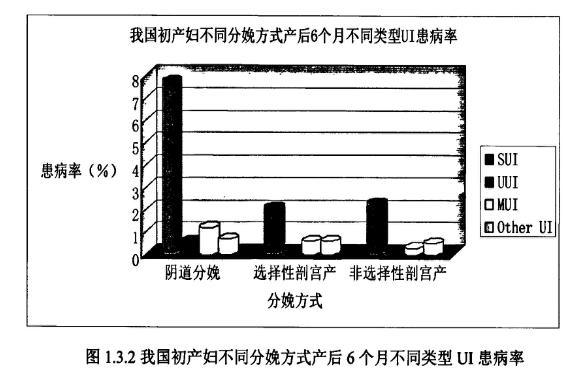 我国初产妇不同分娩方式产后6个月不同类型UI患病率
8
7
6
5
4
3
2
1
0
患病率(%)
SUI
UUI
MUI
Other UI
阴道分娩 选择性剖宫产 非选择性剖宫产
分娩方式
图 1.3.2 我国初产妇不同分娩方式产后 6 个月不同类型 UI 患病率